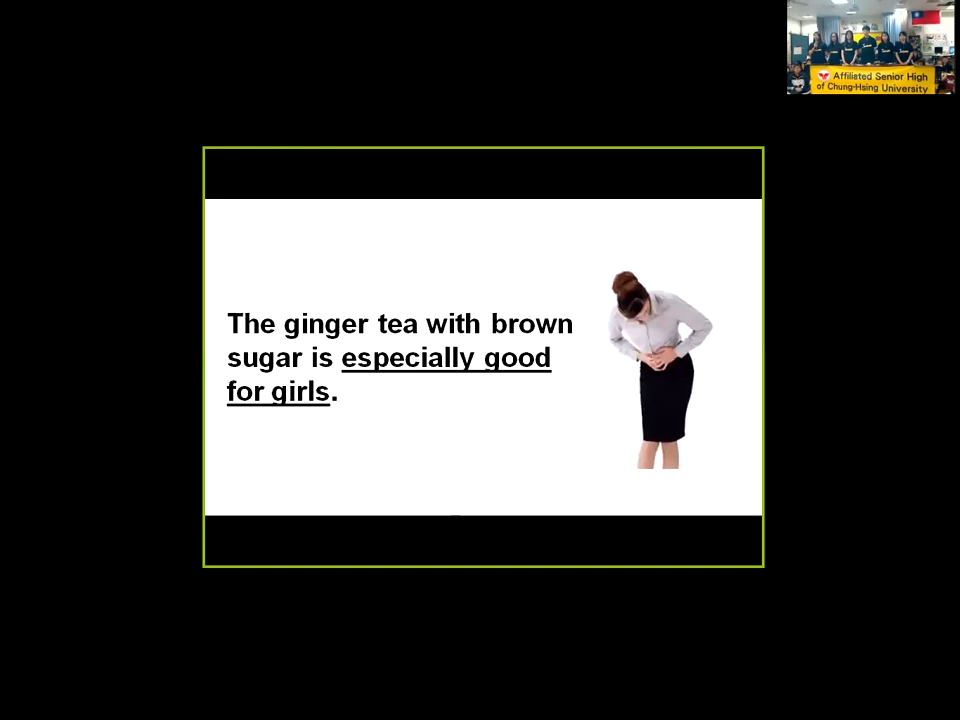 Affiliated Senior High
of Chung-Hsing University
The ginger tea with brown
sugar is especially good
for girls.